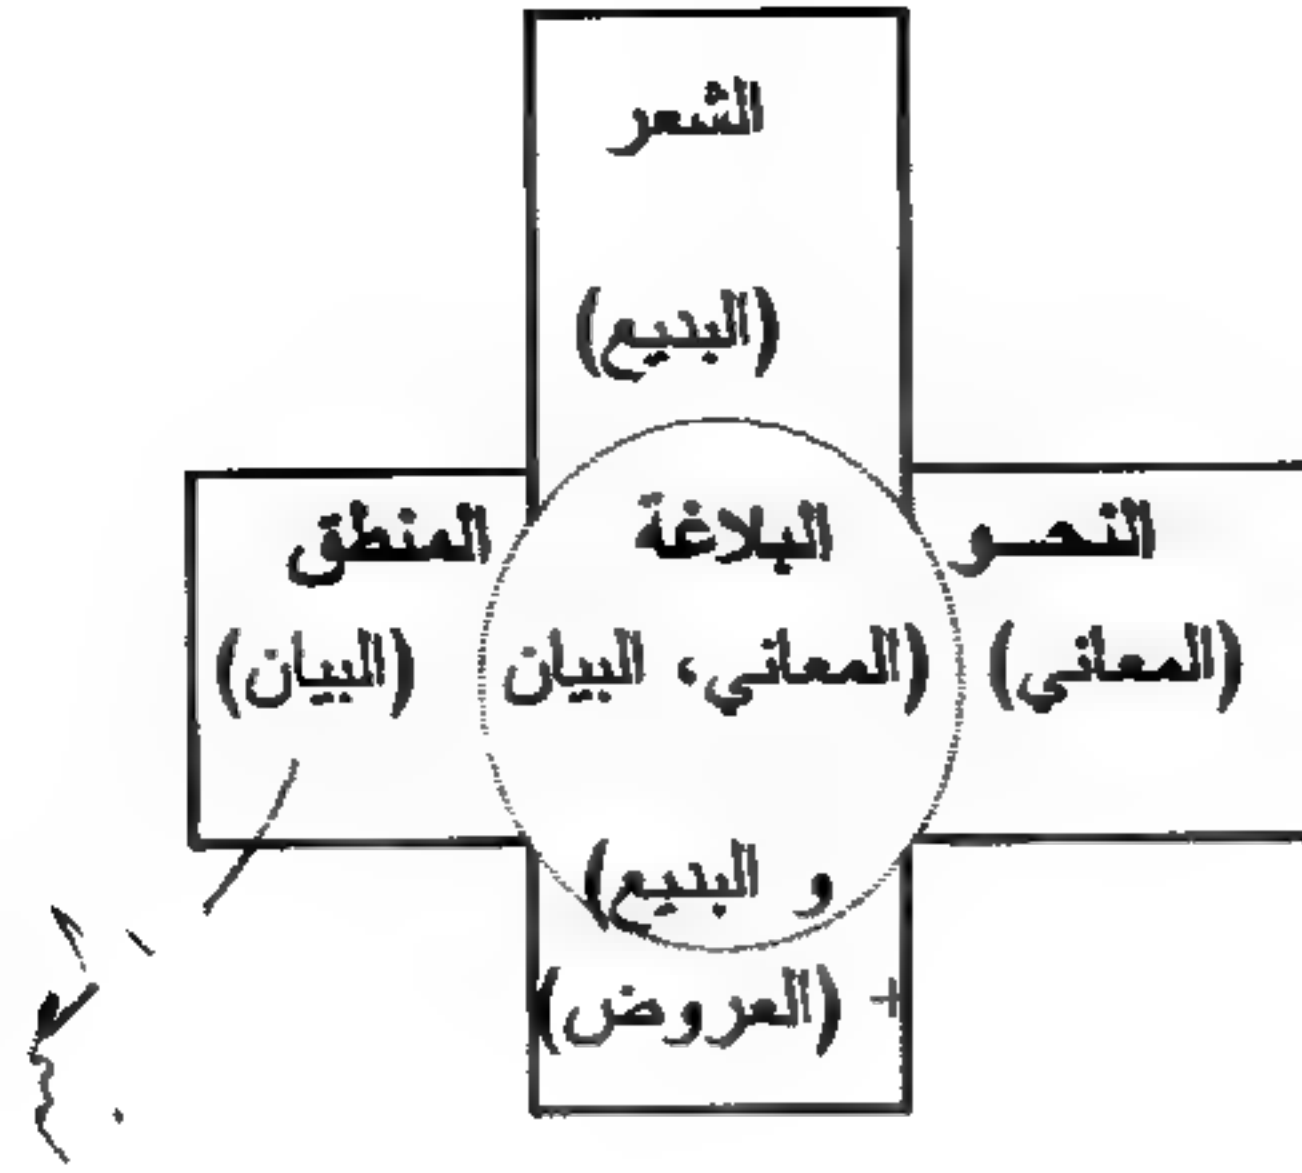 الشعر
(البديع)
النحو
(المعاني)
البلاغة
(المعاني، البيان
و البديع)
المنطق
(البيان)
+ (العروض)